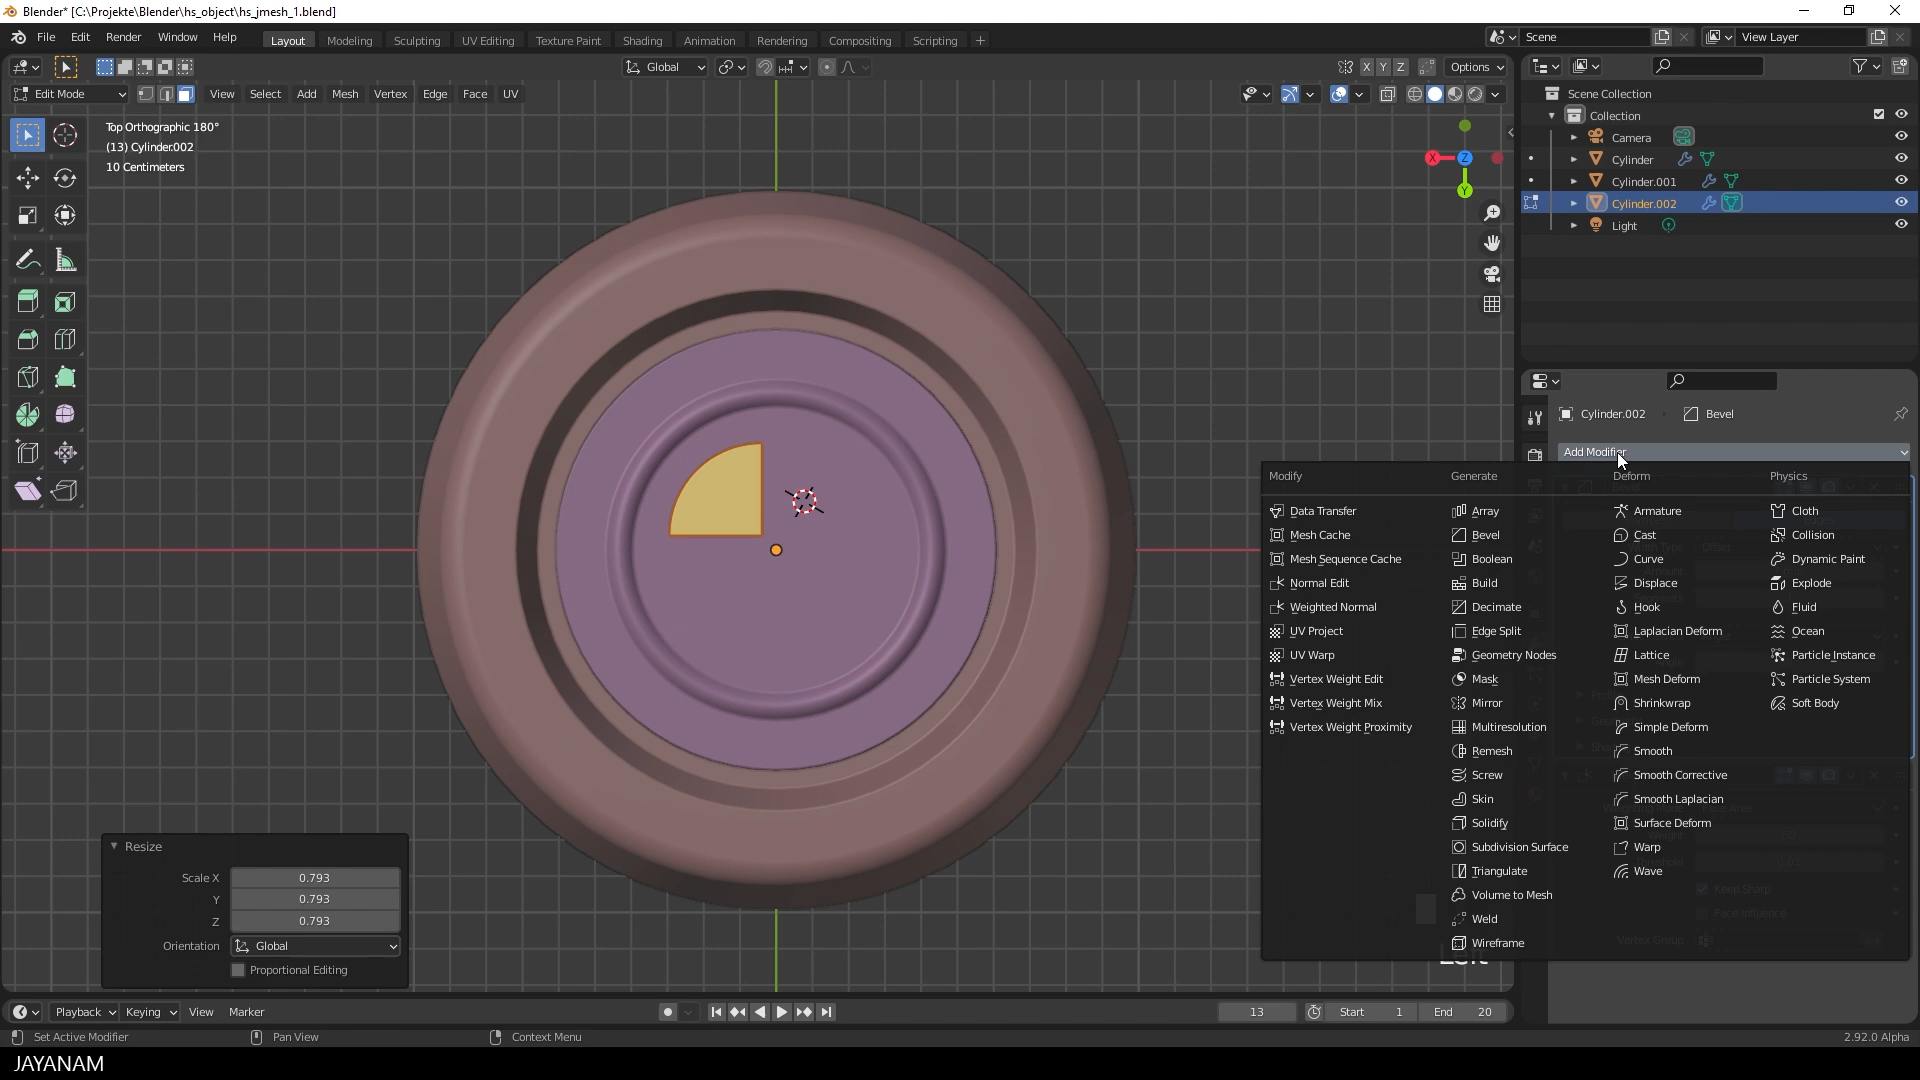 Blender* [C:\Projekte\Blender\hs_object\hs_jmesh_1.blend]
File Edit Render Window Help Layout Modeling Sculpting UV Editing Texture Paint Shading Animation Rendering Compositing Scripting + Scene View Layer
Global X Y Z Options
Edit Mode View Select Add Mesh Vertex Edge Face UV
Top Orthographic 180°
(13) Cylinder.002
10 Centimeters
X Z Y
Scene Collection
Collection
Camera
Cylinder
Cylinder.001
Cylinder.002
Light
Cylinder.002 Bevel
Add Modifier
Modify Generate Deform Physics
Data Transfer Array Armature Cloth
Mesh Cache Bevel Cast Collision
Mesh Sequence Cache Boolean Curve Dynamic Paint
Normal Edit Build Displace Explode
Weighted Normal Decimate Hook Fluid
UV Project Edge Split Laplacian Deform Ocean
UV Warp Geometry Nodes Lattice Particle Instance
Vertex Weight Edit Mask Mesh Deform Particle System
Vertex Weight Mix Mirror Shrinkwrap Soft Body
Vertex Weight Proximity Multiresolution Simple Deform
Remesh Smooth
Screw Smooth Corrective
Skin Smooth Laplacian
Solidify Surface Deform
Subdivision Surface Warp
Triangulate Wave
Volume to Mesh
Weld
Wireframe
Keep Sharp
Face Influence
Vertex Group
Resize
Scale X 0.793
Y 0.793
Z 0.793
Orientation Global
Proportional Editing
Left
Playback Keying View Marker 13 Start 1 End 20
Set Active Modifier Pan View Context Menu 2.92.0 Alpha
JAYANAM